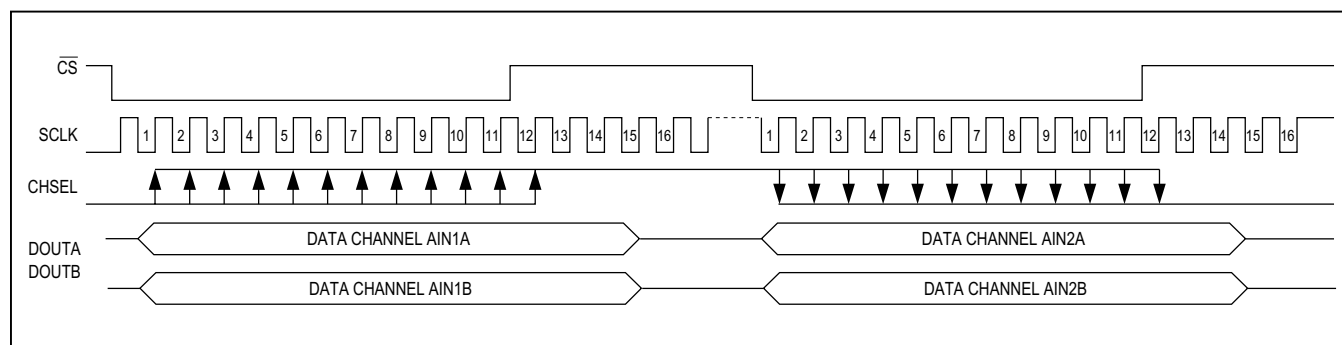 C̅S̅
SCLK 1 2 3 4 5 6 7 8 9 10 11 12 13 14 15 16 1 2 3 4 5 6 7 8 9 10 11 12 13 14 15 16
CHSEL
DOUTA
DOUTB
DATA CHANNEL AIN1A DATA CHANNEL AIN2A
DATA CHANNEL AIN1B DATA CHANNEL AIN2B